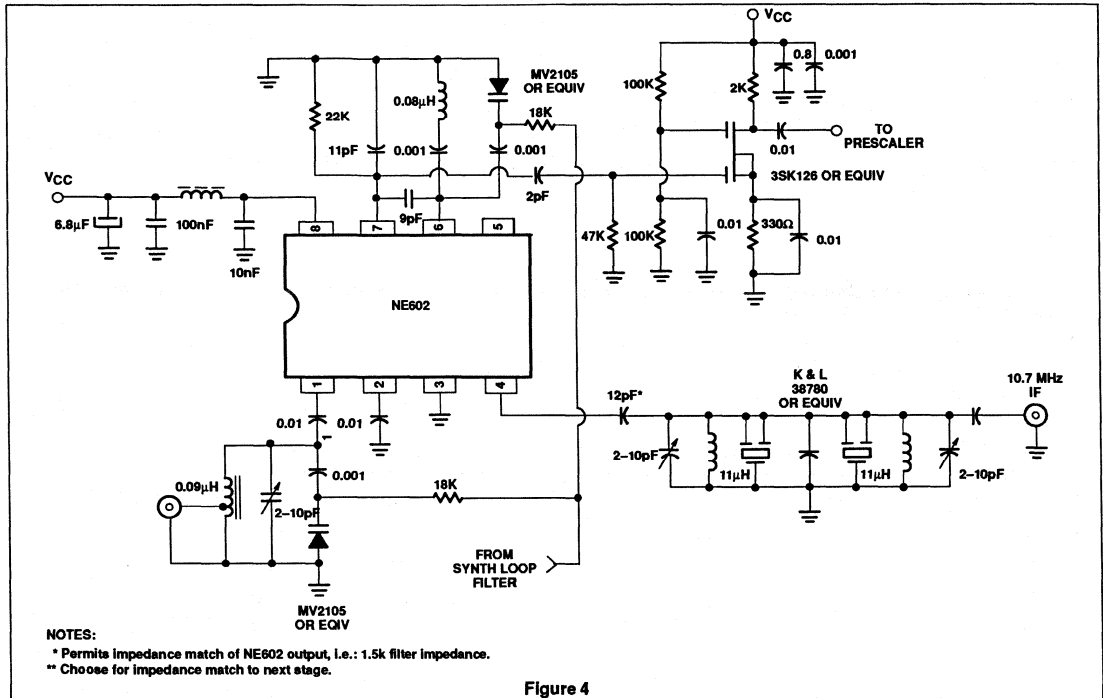 VCC
0.8
0.001
MV2105
OR EQUIV
100K
2K
0.08μH
18K
22K
TO
PRESCALER
0.01
11pF
0.001
0.001
3SK126 OR EQUIV
VCC
2pF
9pF
6.8μF
100nF
10nF
8
7
6
5
47K
100K
0.01
330Ω
0.01
NE602
1
2
3
4
K & L
38780
OR EQUIV
10.7 MHz
IF
12pF*
0.01
0.01
1
2–10pF
11μH
11μH
2–10pF
0.001
0.09μH
18K
2–10pF
FROM
SYNTH LOOP
FILTER
MV2105
OR EQIV
NOTES:
* Permits impedance match of NE602 output, i.e.: 1.5k filter impedance.
** Choose for impedance match to next stage.
Figure 4